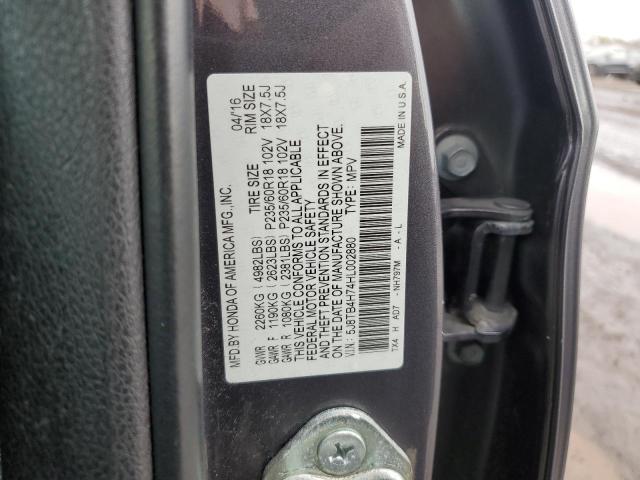 MFD.BY HONDA OF AMERICA MFG.,INC. 04/'16
TIRE SIZE RIM SIZE
GVWR 2260KG (4982LBS)
GAWR F 1190KG (2623LBS) P235/60R18 102V 18X7.5J
GAWR R 1080KG (2381LBS) P235/60R18 102V 18X7.5J
THIS VEHICLE CONFORMS TO ALL APPLICABLE
FEDERAL MOTOR VEHICLE SAFETY
AND THEFT PREVENTION STANDARDS IN EFFECT
ON THE DATE OF MANUFACTURE SHOWN ABOVE.
V.I.N.: 5J8TB4H74HL002880 TYPE: MPV
TX4 H AD7 - NH797M - A - L MADE IN U.S.A.